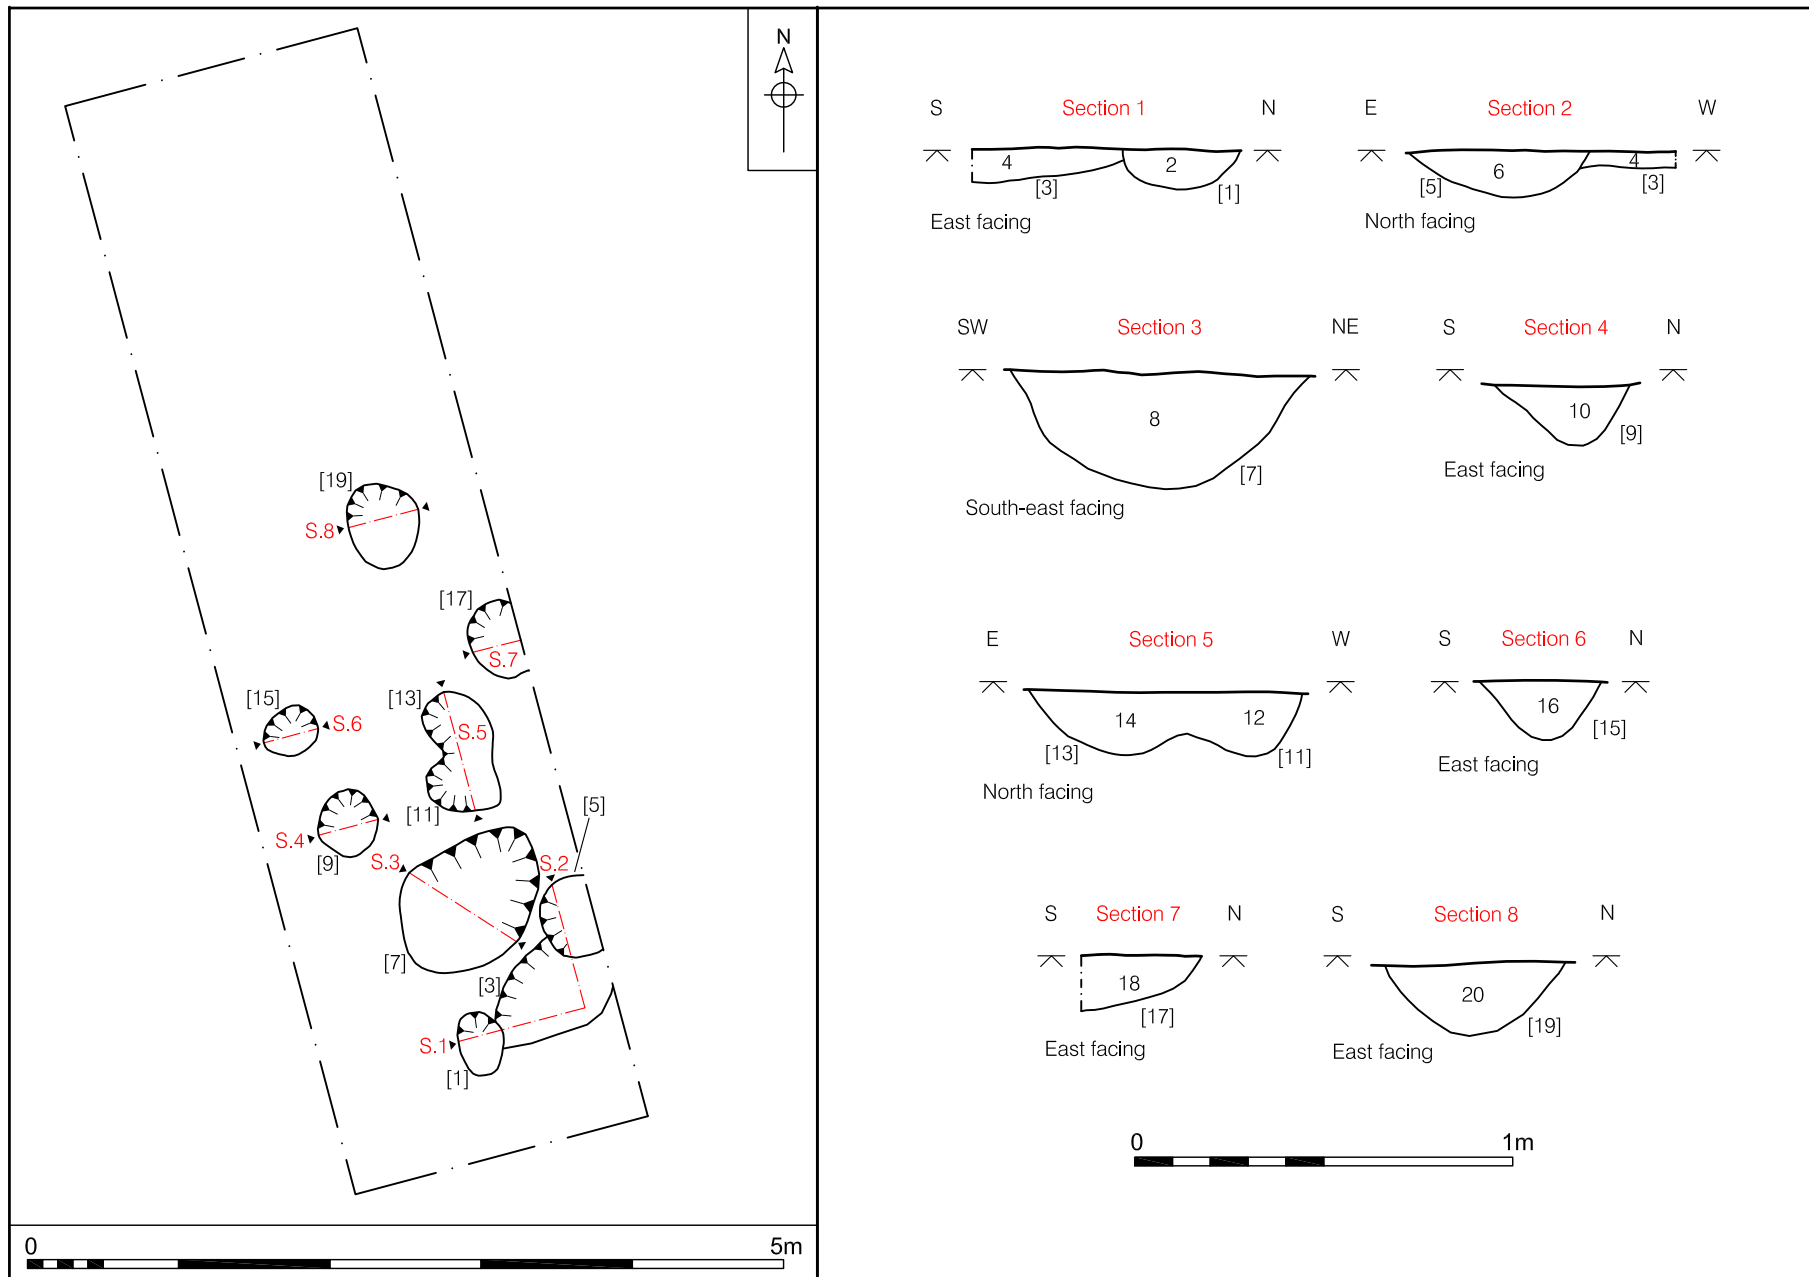 N
[19]
S.8
[17]
S.7
[15]
S.6
[13]
S.5
[11]
[5]
S.4
[9]
S.3
S.2
[7]
[3]
S.1
[1]
0 5m
S Section 1 N
4 2
[3] [1]
East facing
E Section 2 W
6 4
[5] [3]
North facing
SW Section 3 NE
8
[7]
South-east facing
S Section 4 N
10
[9]
East facing
E Section 5 W
14 12
[13] [11]
North facing
S Section 6 N
16
[15]
East facing
S Section 7 N
18
[17]
East facing
S Section 8 N
20
[19]
East facing
0 1m